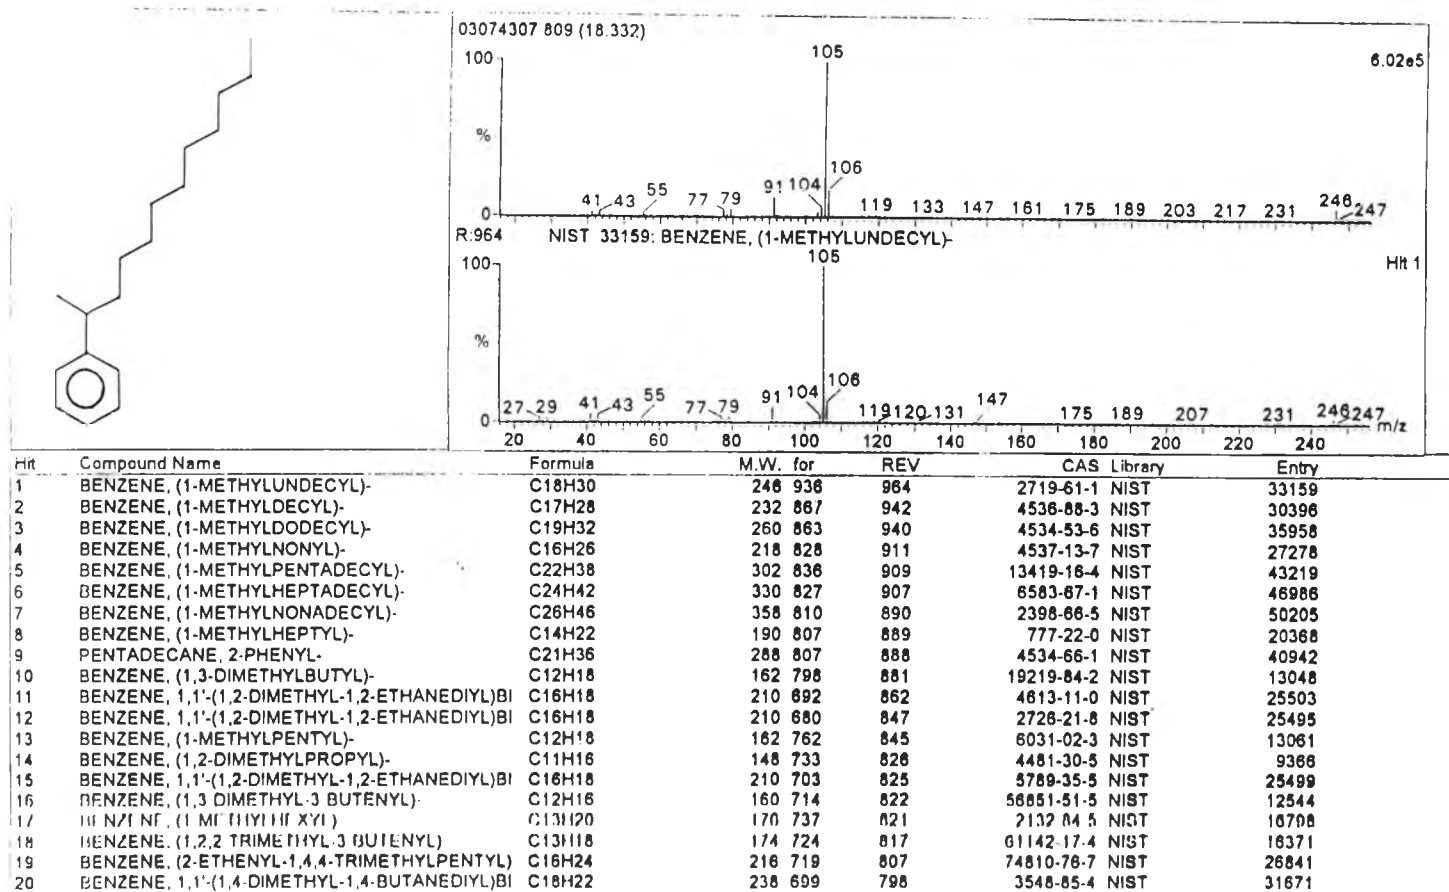 03074307 809 (18.332)
100
105
6.02e5
%
41 43 55 77 79 91 104 106 119 133 147 161 175 189 203 217 231 246 247
0
R:964 NIST 33159: BENZENE, (1-METHYLUNDECYL)-
105
100
Hit 1
%
27 29 41 43 55 77 79 91 104 106 119 120 131 147 175 189 207 231 246 247
0
m/z
20 40 60 80 100 120 140 160 180 200 220 240
Hit Compound Name Formula M.W. for REV CAS Library Entry
1 BENZENE, (1-METHYLUNDECYL)- C18H30 246 936 964 2719-61-1 NIST 33159
2 BENZENE, (1-METHYLDECYL)- C17H28 232 867 942 4536-88-3 NIST 30396
3 BENZENE, (1-METHYLDODECYL)- C19H32 260 863 940 4534-53-6 NIST 35958
4 BENZENE, (1-METHYLNONYL)- C16H26 218 828 911 4537-13-7 NIST 27278
5 BENZENE, (1-METHYLPENTADECYL)- C22H38 302 836 909 13419-16-4 NIST 43219
6 BENZENE, (1-METHYLHEPTADECYL)- C24H42 330 827 907 6583-67-1 NIST 46986
7 BENZENE, (1-METHYLNONADECYL)- C26H46 358 810 890 2398-66-5 NIST 50205
8 BENZENE, (1-METHYLHEPTYL)- C14H22 190 807 889 777-22-0 NIST 20368
9 PENTADECANE, 2-PHENYL- C21H36 288 807 888 4534-66-1 NIST 40942
10 BENZENE, (1,3-DIMETHYLBUTYL)- C12H18 162 798 881 19219-84-2 NIST 13048
11 BENZENE, 1,1'-(1,2-DIMETHYL-1,2-ETHANEDIYL)BI C16H18 210 692 862 4613-11-0 NIST 25503
12 BENZENE, 1,1'-(1,2-DIMETHYL-1,2-ETHANEDIYL)BI C16H18 210 680 847 2726-21-8 NIST 25495
13 BENZENE, (1-METHYLPENTYL)- C12H18 162 762 845 6031-02-3 NIST 13061
14 BENZENE, (1,2-DIMETHYLPROPYL)- C11H16 148 733 826 4481-30-5 NIST 9366
15 BENZENE, 1,1'-(1,2-DIMETHYL-1,2-ETHANEDIYL)BI C16H18 210 703 825 5789-35-5 NIST 25499
16 BENZENE, (1,3 DIMETHYL-3 BUTENYL)- C12H16 160 714 822 56851-51-5 NIST 12544
17 BENZENE, (1 METHYLHEXYL) C13H20 176 737 821 2132 84 5 NIST 16708
18 BENZENE, (1,2,2 TRIMETHYL-3 BUTENYL) C13H18 174 724 817 61142-17-4 NIST 16371
19 BENZENE, (2-ETHENYL-1,4,4-TRIMETHYLPENTYL) C16H24 216 719 807 74810-76-7 NIST 26841
20 BENZENE, 1,1'-(1,4-DIMETHYL-1,4-BUTANEDIYL)BI C18H22 238 699 798 3548-85-4 NIST 31671